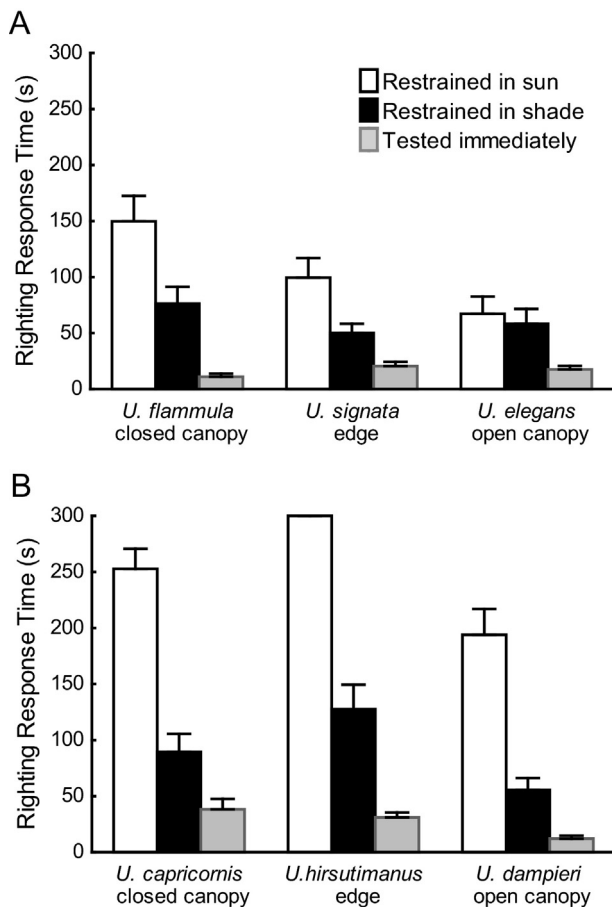 A
300
250
200
150
100
50
0
Righting Response Time (s)
Restrained in sun
Restrained in shade
Tested immediately
U. flammula
closed canopy
U. signata
edge
U. elegans
open canopy
B
300
250
200
150
100
50
0
Righting Response Time (s)
U. capricornis
closed canopy
U.hirsutimanus
edge
U. dampieri
open canopy